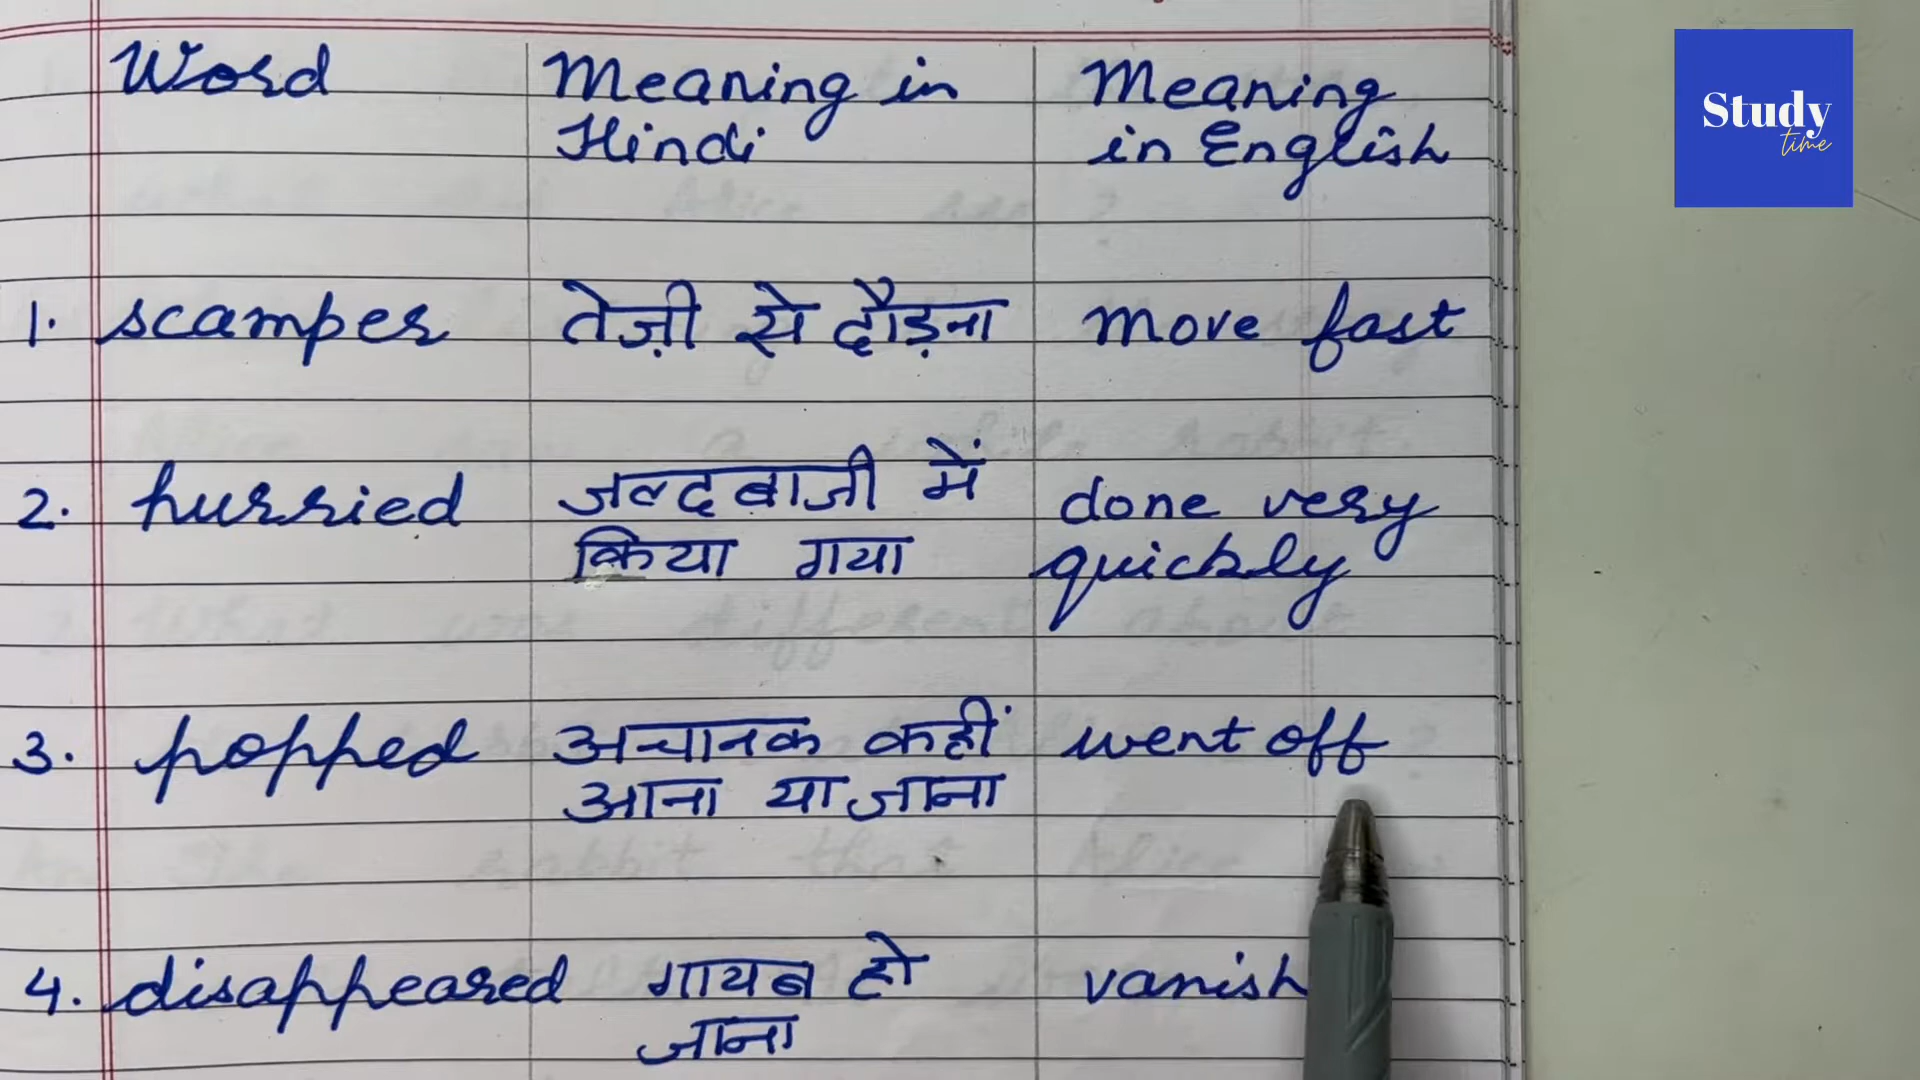 Word Meaning in Meaning
Hindi in English
1. scamper तेज़ी से दौड़ना move fast
2. hurried जल्दबाजी में done very
किया गया quickly
3. popped अचानक कहीं went off
आना या जाना
4. disappeared गायब हो vanish
जाना
Study
time